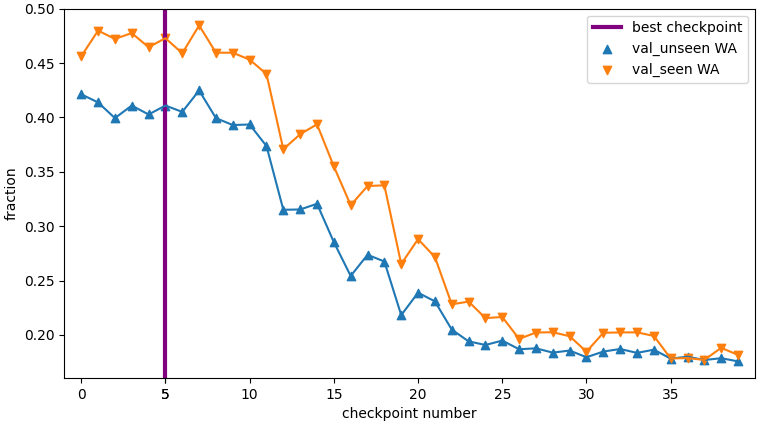 0.50
0.45
0.40
0.35
0.30
0.25
0.20
fraction
best checkpoint
val_unseen WA
val_seen WA
0 5 10 15 20 25 30 35
checkpoint number